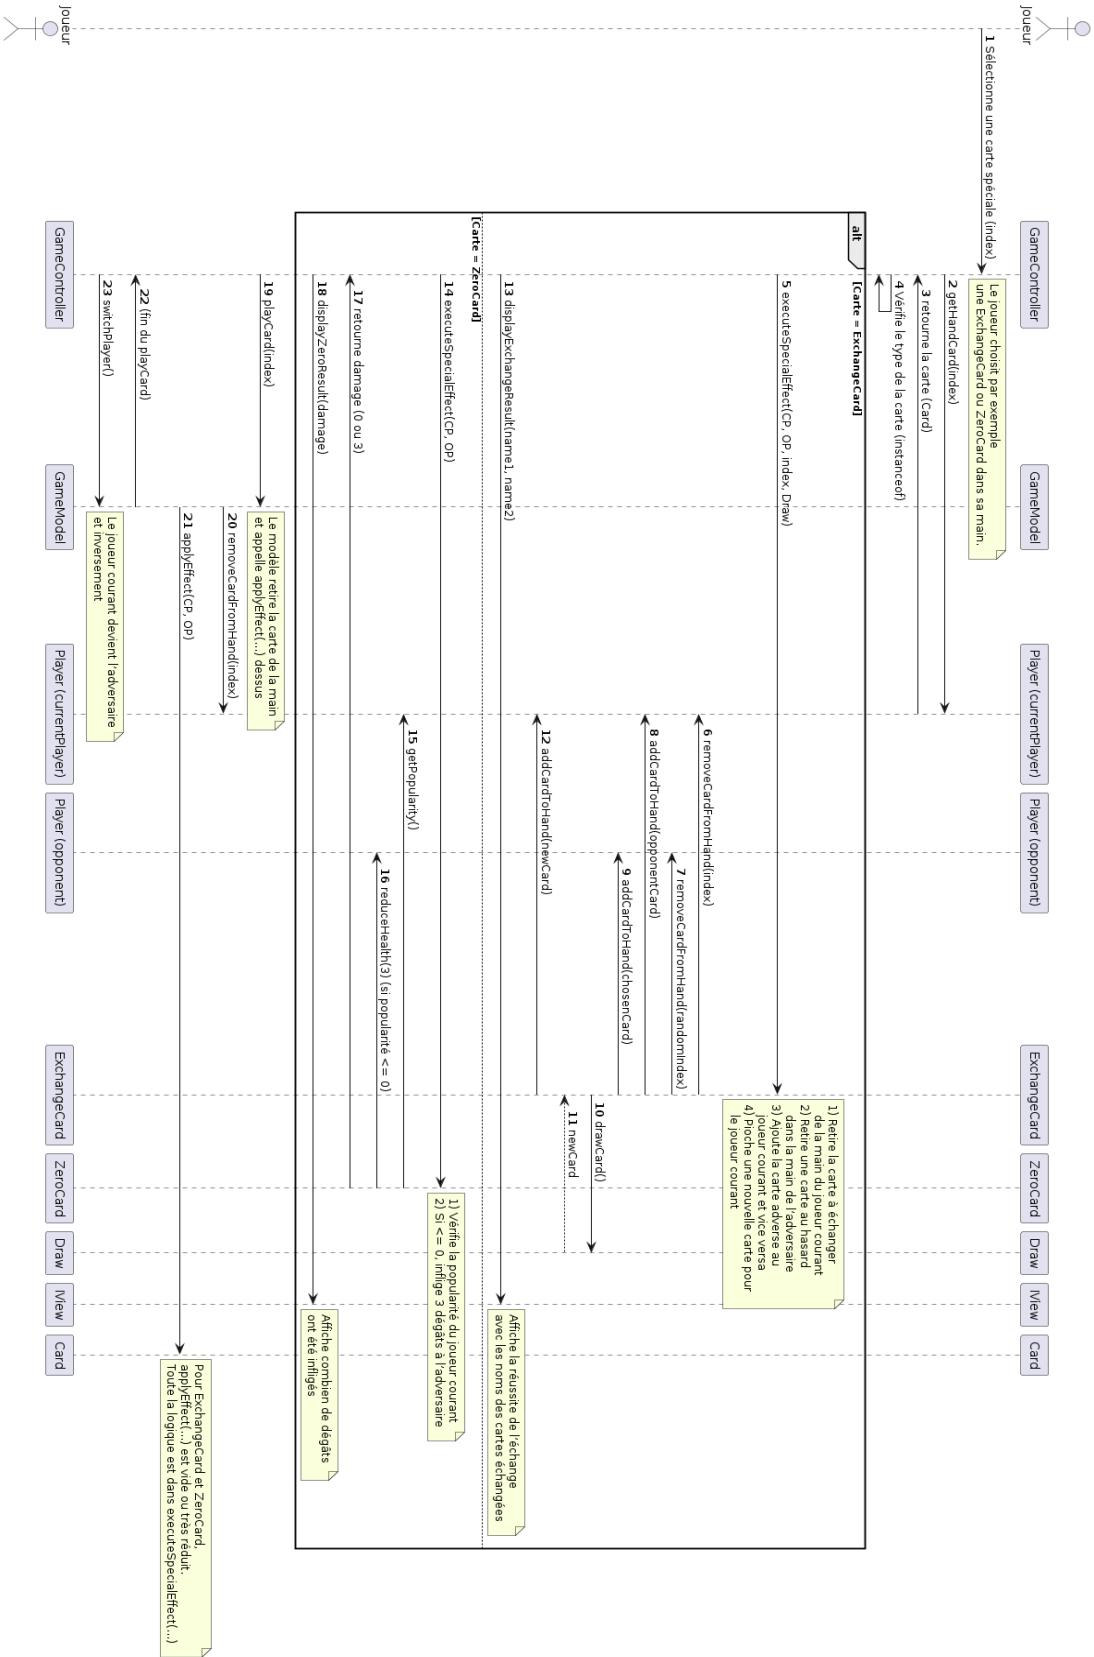 Joueur
GameController
GameModel
Player (currentPlayer)
Player (opponent)
ExchangeCard
ZeroCard
Draw
IView
Card
1 Sélectionne une carte spéciale (index)
Le joueur choisit par exemple
une ExchangeCard ou ZeroCard dans sa main.
2 getHandCard(index)
3 retourne la carte (Card)
4 Vérifie le type de la carte (instanceof)
alt
[Carte = ExchangeCard]
5 executeSpecialEffect(CP, OP, index, Draw)
1) Retire la carte à échanger
de la main du joueur courant
2) Retire une carte au hasard
dans la main de l'adversaire
3) Ajoute la carte adverse au
joueur courant et vice versa
4) Pioche une nouvelle carte pour
le joueur courant
6 removeCardFromHand(index)
7 removeCardFromHand(randomIndex)
8 addCardToHand(opponentCard)
9 addCardToHand(chosenCard)
10 drawCard()
11 newCard
12 addCardToHand(newCard)
13 displayExchangeResult(name1, name2)
Affiche la réussite de l'échange
avec les noms des cartes échangées
[Carte = ZeroCard]
14 executeSpecialEffect(CP, OP)
1) Vérifie la popularité du joueur courant
2) Si <= 0, inflige 3 dégâts à l'adversaire
15 getPopularity()
16 reduceHealth(3) (si popularité <= 0)
17 retourne damage (0 ou 3)
18 displayZeroResult(damage)
Affiche combien de dégâts
ont été infligés
19 playCard(index)
Le modèle retire la carte de la main
et appelle applyEffect(...) dessus
20 removeCardFromHand(index)
21 applyEffect(CP, OP)
Pour ExchangeCard et ZeroCard,
applyEffect(...) est vide ou très réduit.
Toute la logique est dans executeSpecialEffect(...)
22 (fin du playCard)
23 switchPlayer()
Le joueur courant devient l'adversaire
et inversement
Joueur
GameController
GameModel
Player (currentPlayer)
Player (opponent)
ExchangeCard
ZeroCard
Draw
IView
Card